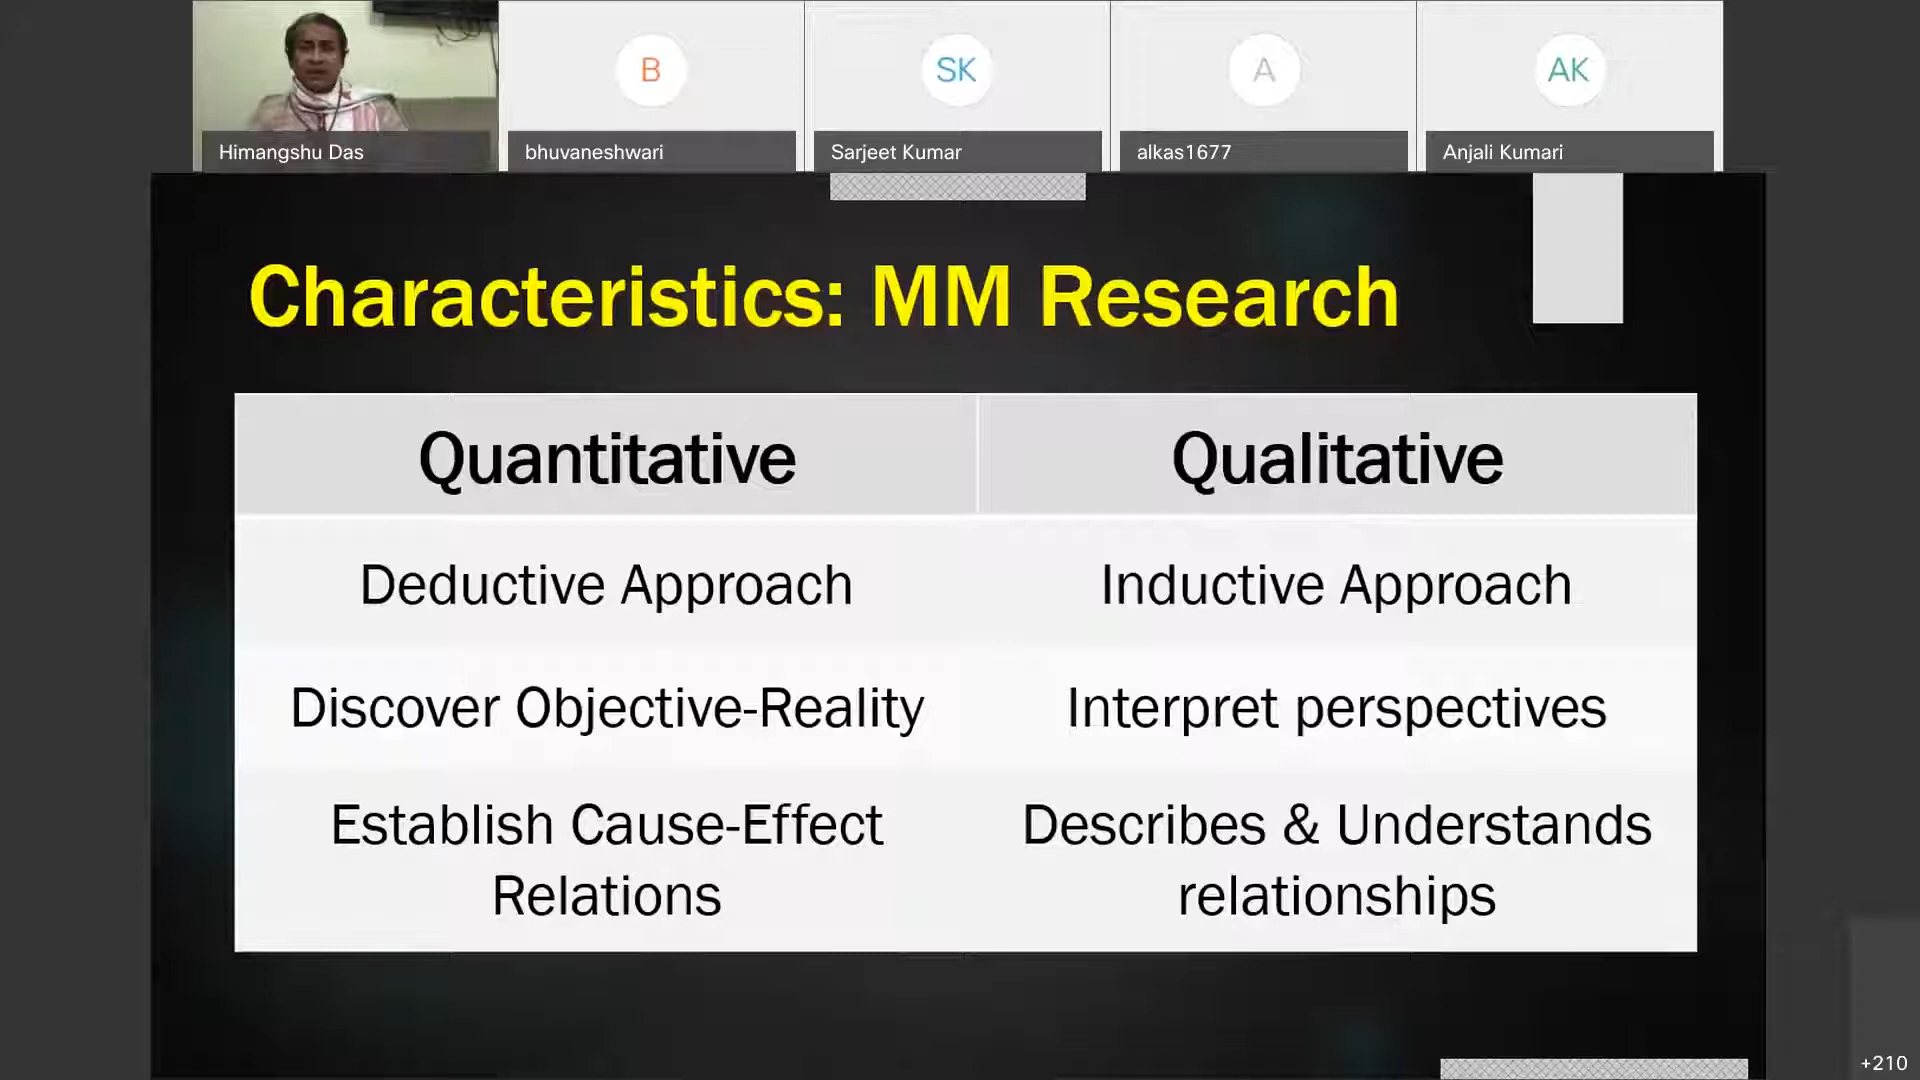 B
SK
A
AK
Himangshu Das
bhuvaneshwari
Sarjeet Kumar
alkas1677
Anjali Kumari
Characteristics: MM Research
Quantitative
Qualitative
Deductive Approach
Inductive Approach
Discover Objective-Reality
Interpret perspectives
Establish Cause-Effect
Relations
Describes & Understands
relationships
+210